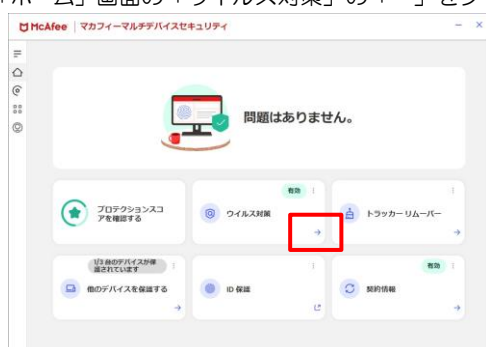 「ホーム」画面の「ウイルス対策」の「→」をク
McAfee マカフィーマルチデバイスセキュリティ
問題はありません。
プロテクションスコ
アを確認する
有効
ウイルス対策
トラッカー リムーバー
1/3 台のデバイスが保
護されています
他のデバイスを保護する
ID 保護
有効
契約情報